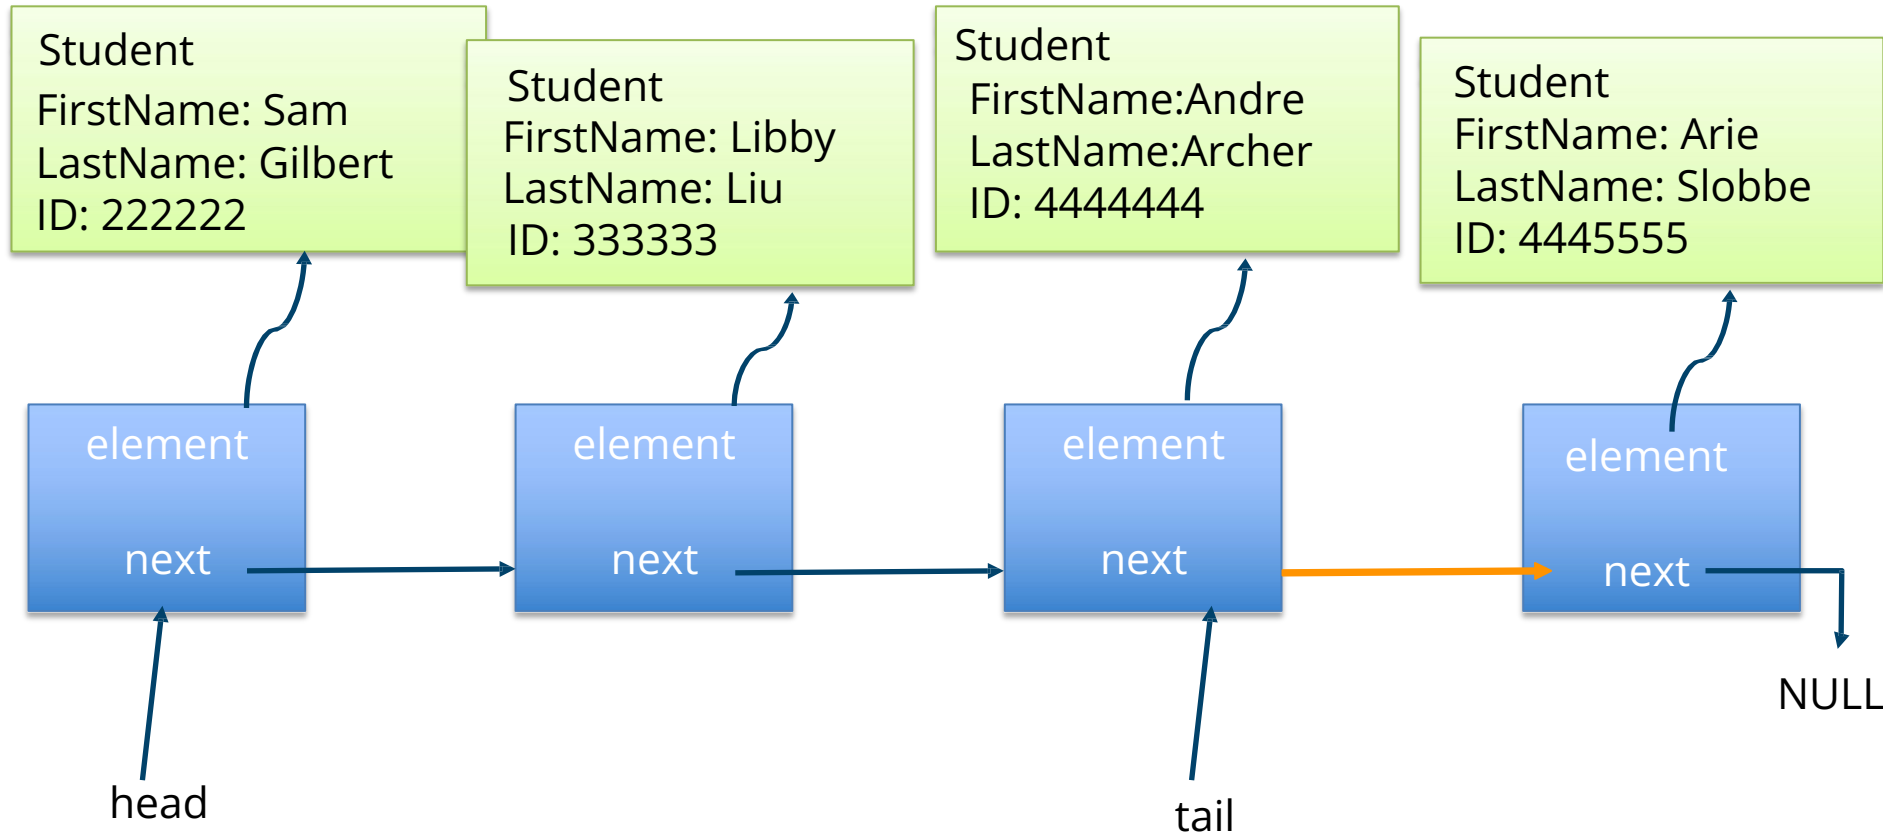 Student
FirstName: Sam
LastName: Gilbert
ID: 222222
Student
FirstName: Libby
LastName: Liu
ID: 333333
Student
FirstName:Andre
LastName:Archer
ID: 4444444
Student
FirstName: Arie
LastName: Slobbe
ID: 4445555
element
next
element
next
element
next
element
next
NULL
head
tail